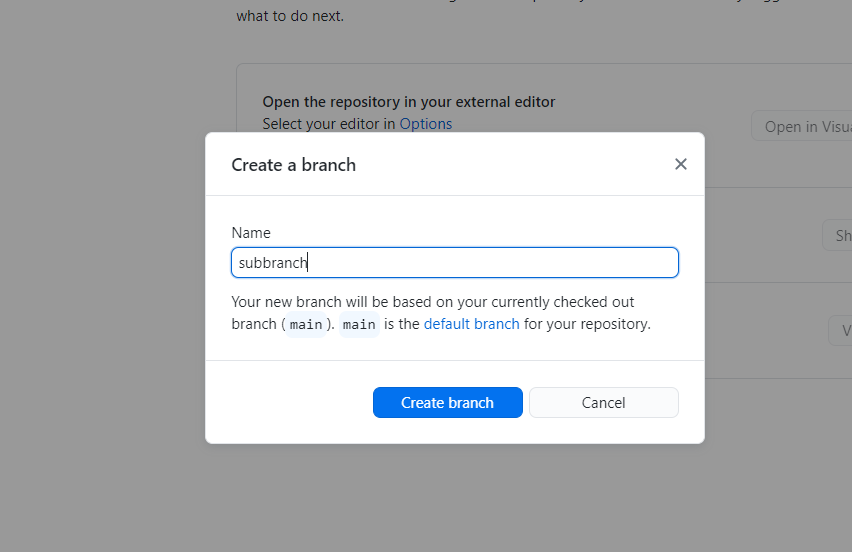 what to do next.
Open the repository in your external editor
Select your editor in Options
Open in Visu
Create a branch
Name
Sh
subbranch
Your new branch will be based on your currently checked out
branch (main). main is the default branch for your repository.
V
Create branch Cancel